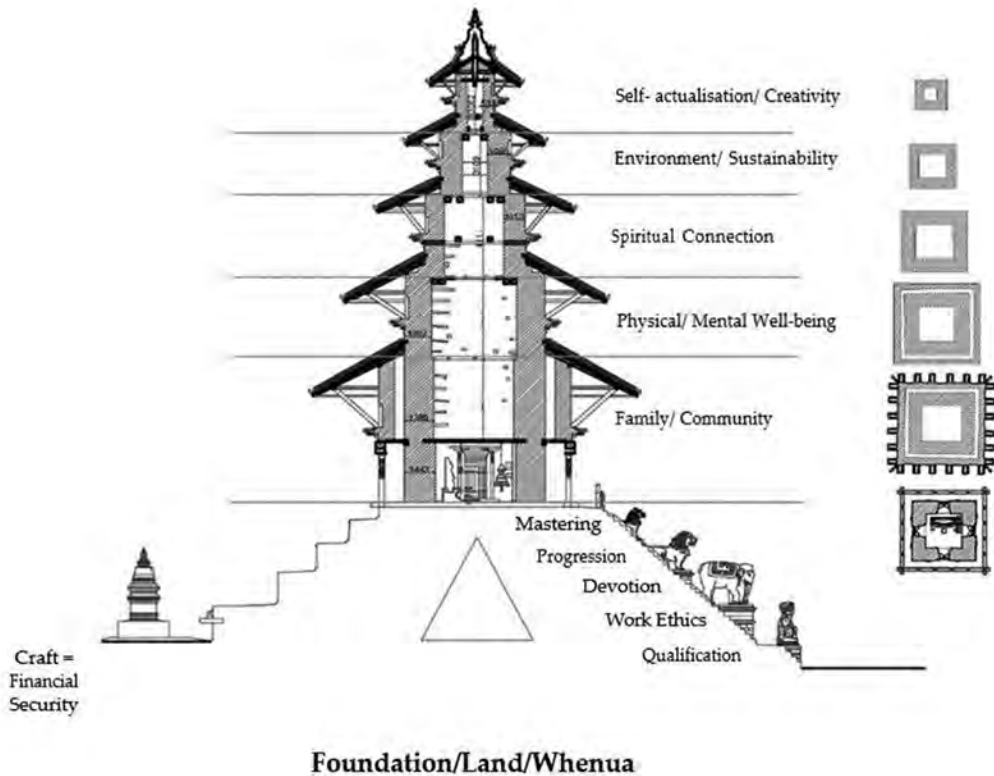 Self- actualisation/ Creativity
Environment/ Sustainability
Spiritual Connection
Physical/ Mental Well-being
Family/ Community
Mastering
Progression
Devotion
Work Ethics
Qualification
Craft =
Financial
Security
Foundation/Land/Whenua